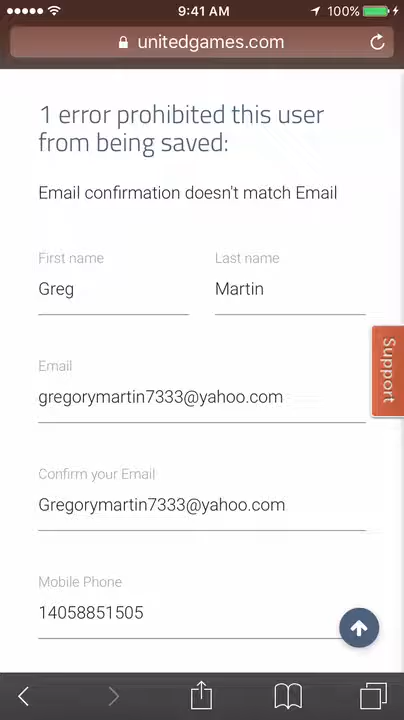 9:41 AM 100%
unitedgames.com
1 error prohibited this user
from being saved:
Email confirmation doesn't match Email
First name Last name
Greg Martin
Support
Email
gregorymartin7333@yahoo.com
Confirm your Email
Gregorymartin7333@yahoo.com
Mobile Phone
14058851505